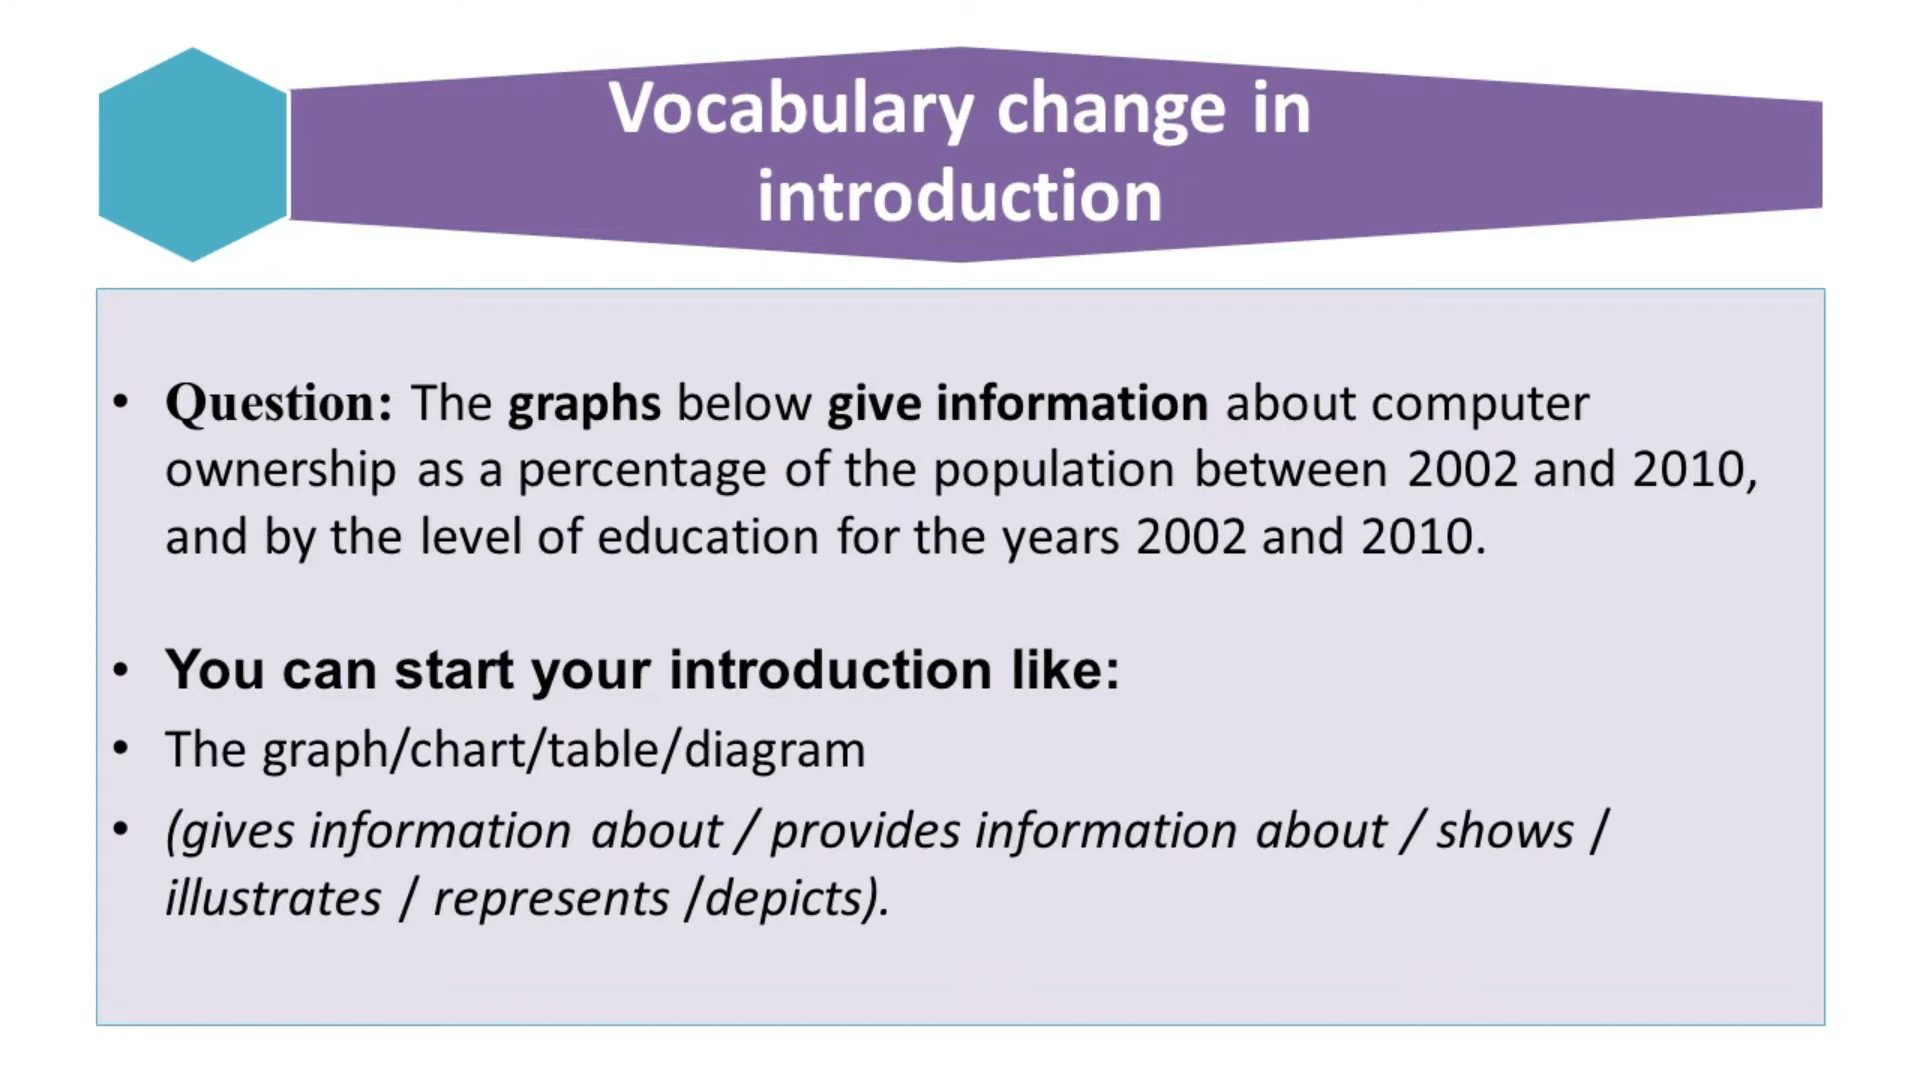 Vocabulary change in
introduction
• Question: The graphs below give information about computer
ownership as a percentage of the population between 2002 and 2010,
and by the level of education for the years 2002 and 2010.
• You can start your introduction like:
• The graph/chart/table/diagram
• (gives information about / provides information about / shows /
illustrates / represents /depicts).